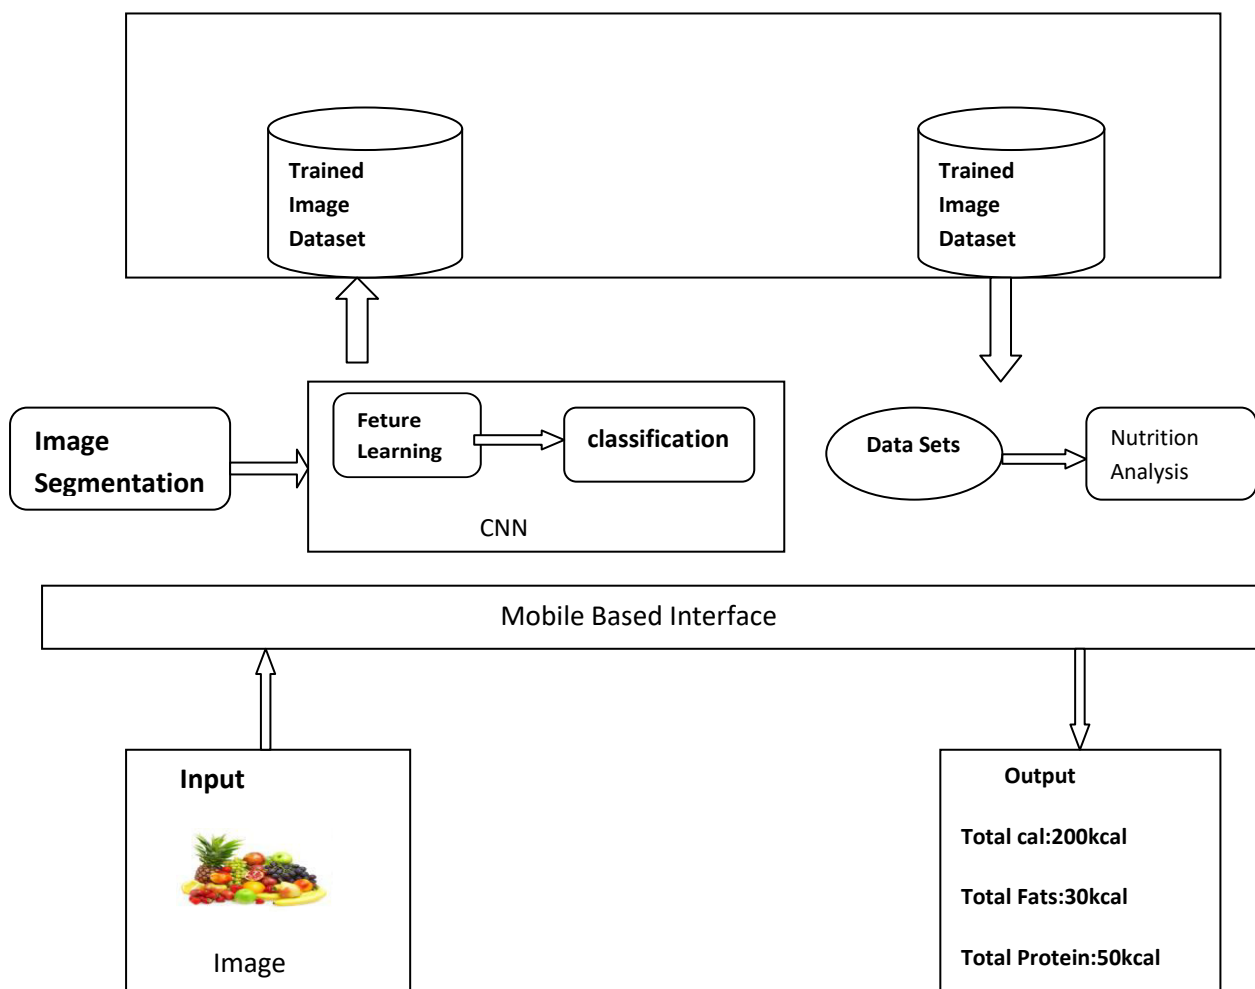 Trained
Image
Dataset
Trained
Image
Dataset
Image
Segmentation
Feture
Learning
classification
CNN
Data Sets
Nutrition
Analysis
Mobile Based Interface
Input
Image
Output
Total cal:200kcal
Total Fats:30kcal
Total Protein:50kcal